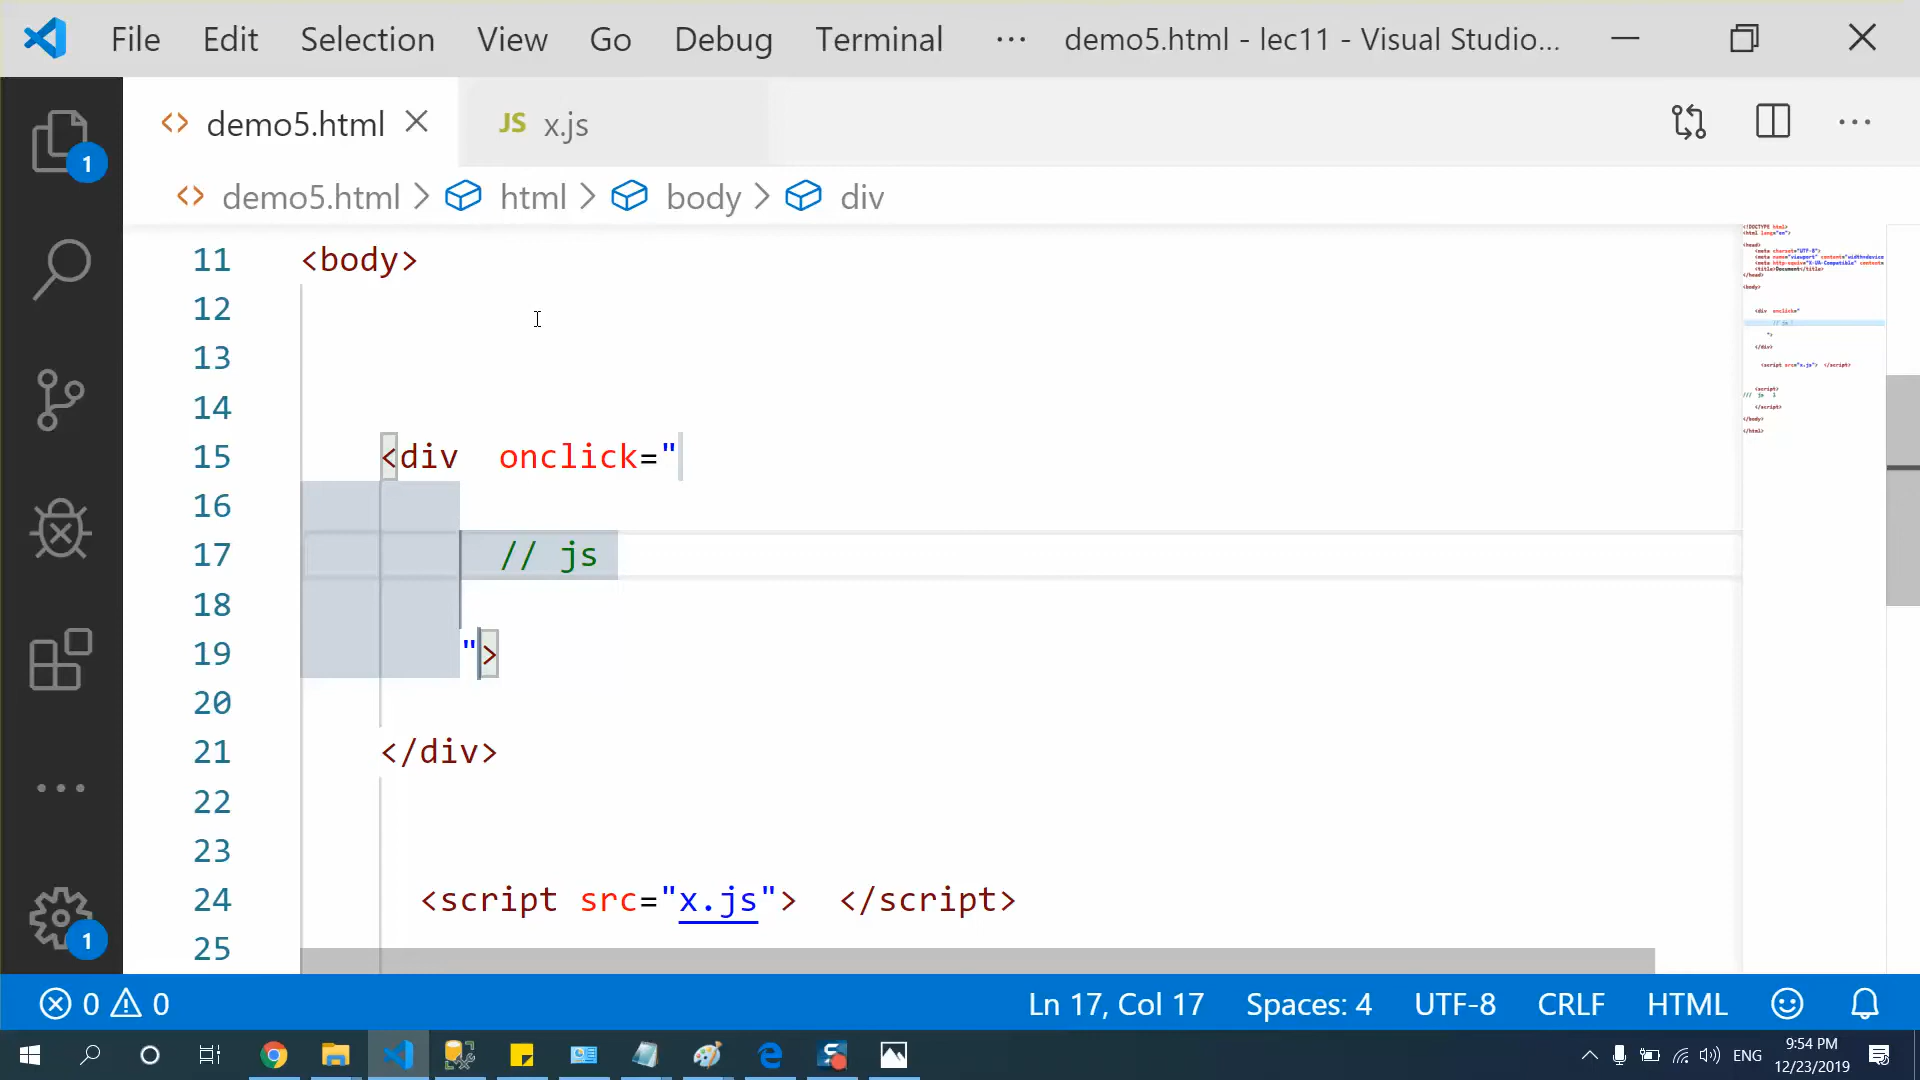 File Edit Selection View Go Debug Terminal ··· demo5.html - lec11 - Visual Studio...
1
demo5.html JS x.js
demo5.html > html > body > div
11 <body>
12
13
14
15 <div onclick="
16
17 // js
18
19 ">
20
21 </div>
22
23
24 <script src="x.js"> </script>
25
1
0 0 Ln 17, Col 17 Spaces: 4 UTF-8 CRLF HTML
ENG 9:54 PM
12/23/2019